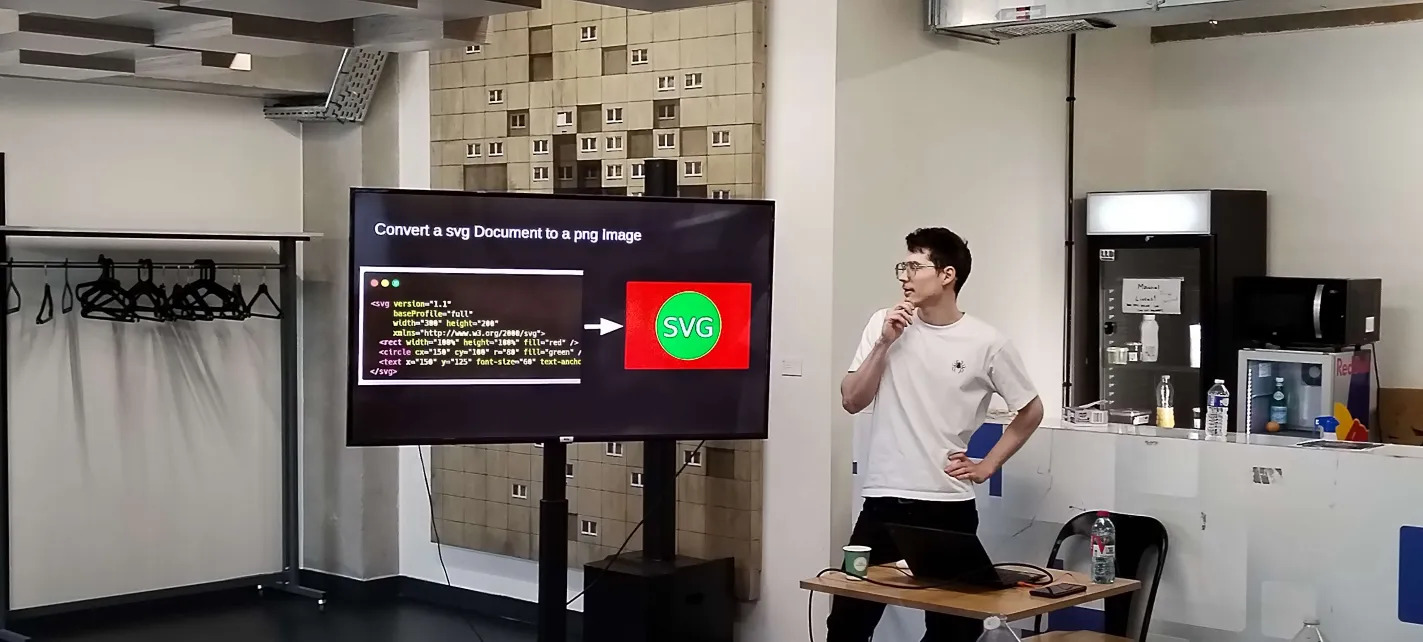 Convert a svg Document to a png Image
<svg version="1.1"
baseProfile="full"
width="300" height="200"
xmlns="http://www.w3.org/2000/svg">
<rect width="100%" height="100%" fill="red" />
<circle cx="150" cy="100" r="80" fill="green" /
<text x="150" y="125" font-size="60" text-ancho
</svg>
SVG
Red